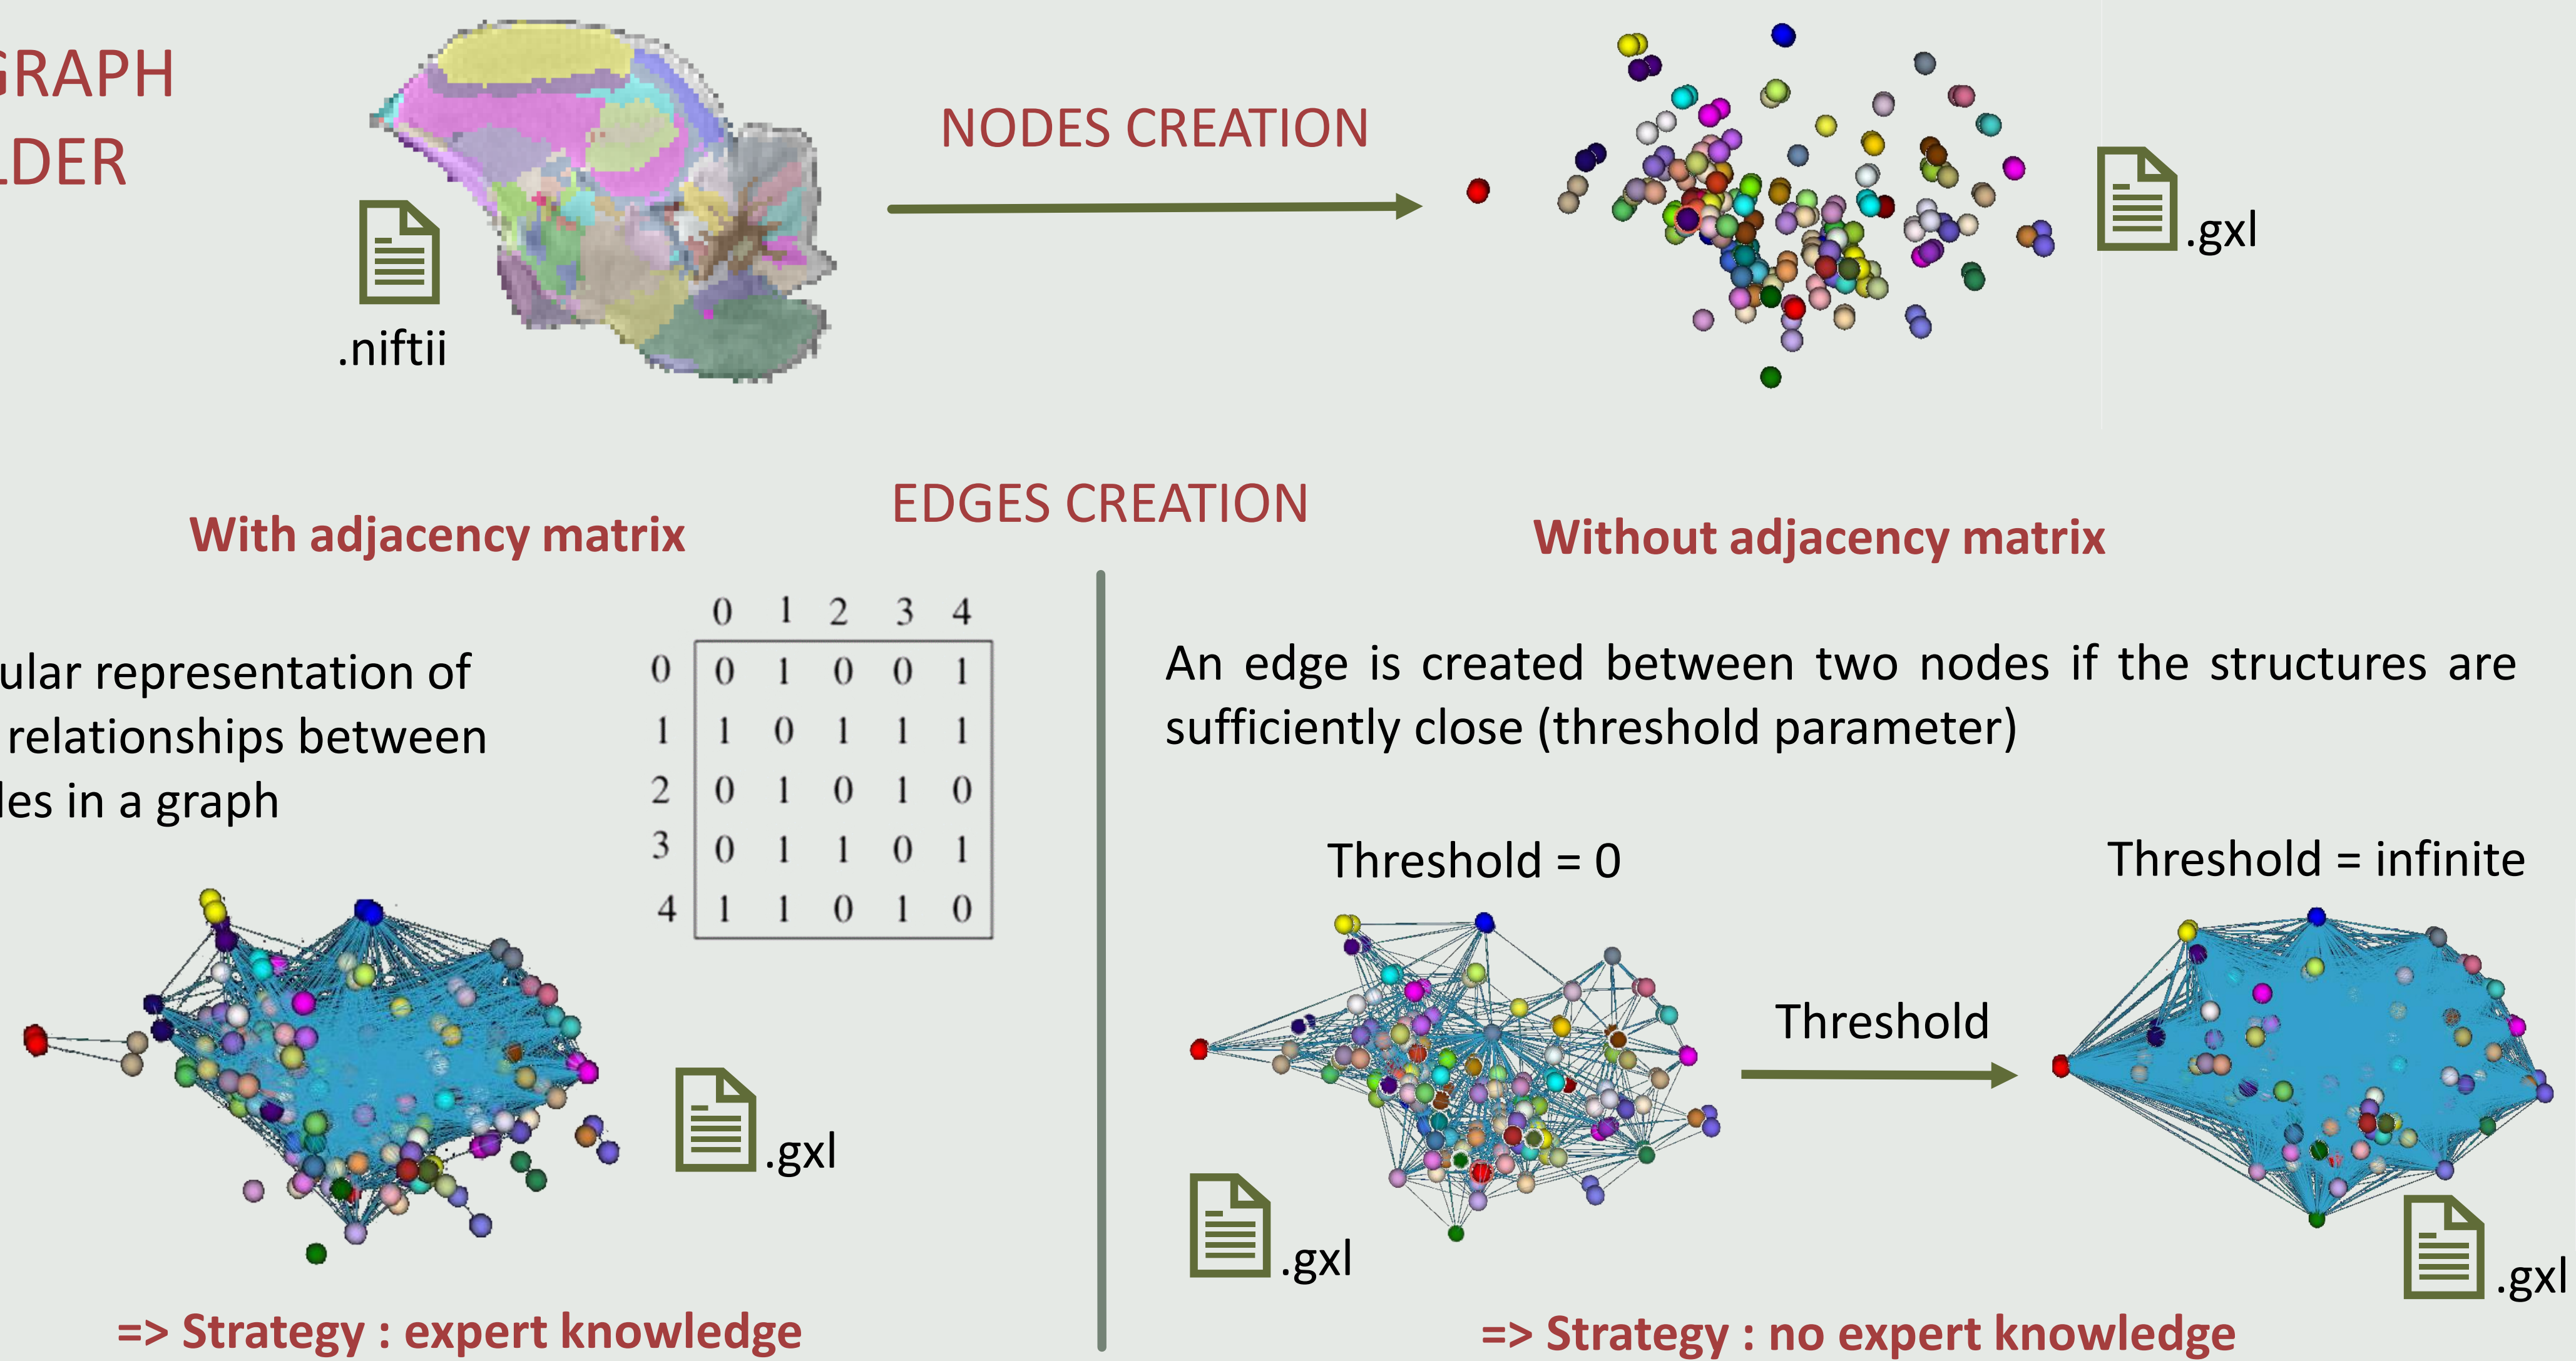 GRAPH
LDER
NODES CREATION
.niftii
.gxl
EDGES CREATION
With adjacency matrix
ular representation of
relationships between
les in a graph
0 1 2 3 4
0 0 1 0 0 1
1 1 0 1 1 1
2 0 1 0 1 0
3 0 1 1 0 1
4 1 1 0 1 0
.gxl
=> Strategy : expert knowledge
Without adjacency matrix
An edge is created between two nodes if the structures are
sufficiently close (threshold parameter)
Threshold = 0
Threshold
Threshold = infinite
.gxl
.gxl
=> Strategy : no expert knowledge